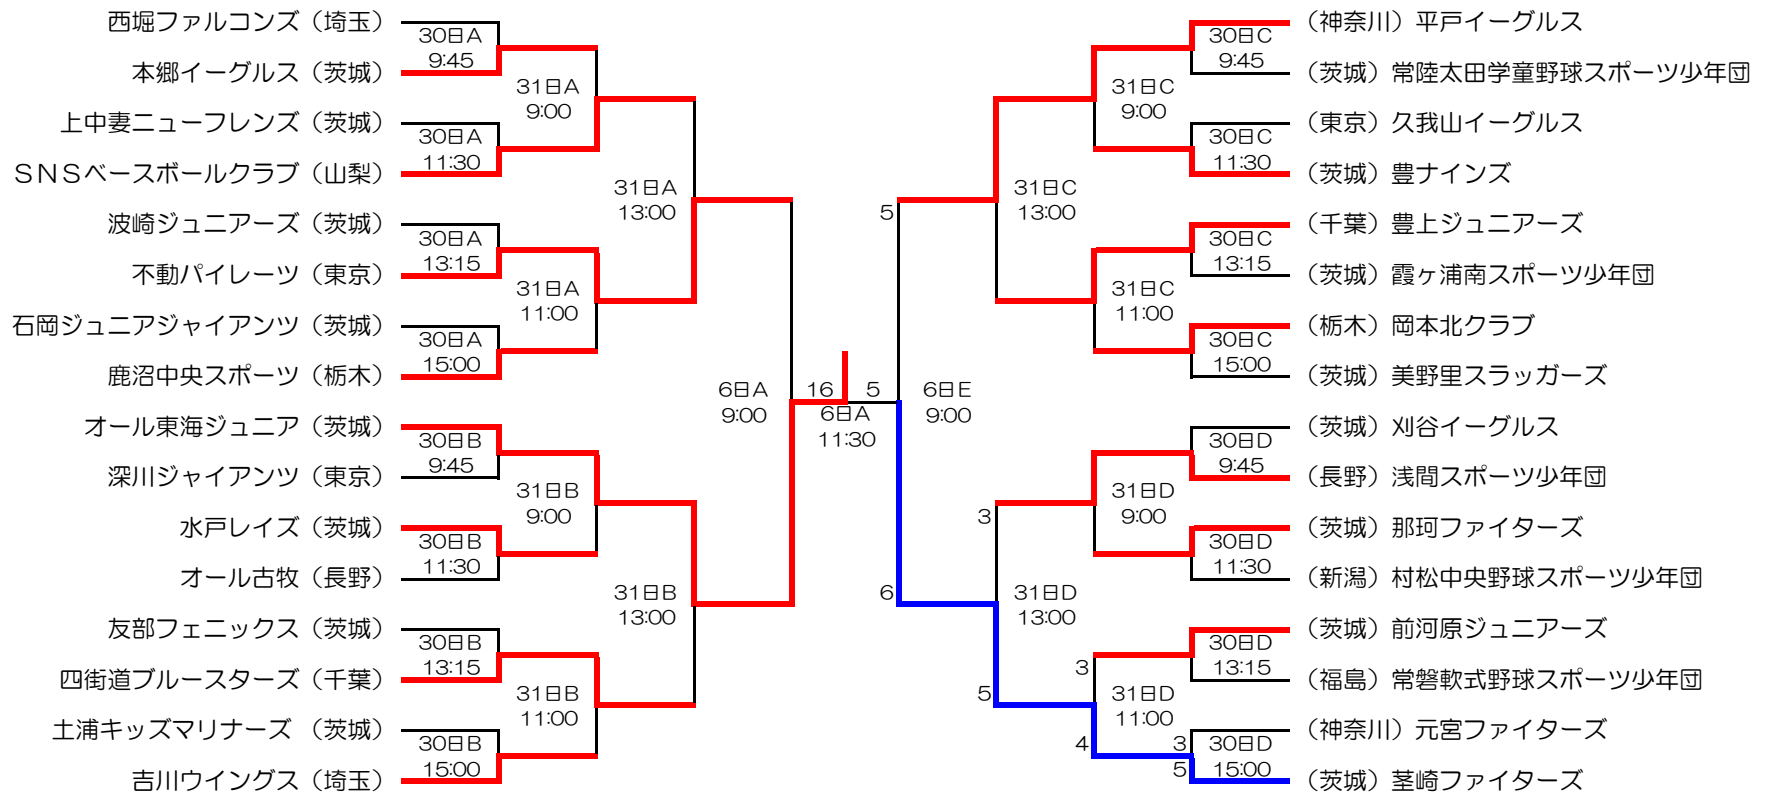 西堀ファルコンズ（埼玉）
30日A
9:45
本郷イーグルス（茨城）
31日A
9:00
上中妻ニューフレンズ（茨城）
30日A
11:30
ＳＮＳベースボールクラブ（山梨）
31日A
13:00
波崎ジュニアーズ（茨城）
30日A
13:15
不動パイレーツ（東京）
31日A
11:00
石岡ジュニアジャイアンツ（茨城）
30日A
15:00
鹿沼中央スポーツ（栃木）
6日A
9:00
オール東海ジュニア（茨城）
30日B
9:45
深川ジャイアンツ（東京）
31日B
9:00
水戸レイズ（茨城）
30日B
11:30
オール古牧（長野）
31日B
13:00
友部フェニックス（茨城）
30日B
13:15
四街道ブルースターズ（千葉）
31日B
11:00
土浦キッズマリナーズ （茨城）
30日B
15:00
吉川ウイングス（埼玉）
16
5
6日A
11:30
（神奈川）平戸イーグルス
30日C
9:45
（茨城）常陸太田学童野球スポーツ少年団
31日C
9:00
（東京）久我山イーグルス
30日C
11:30
（茨城）豊ナインズ
31日C
13:00
5
（千葉）豊上ジュニアーズ
30日C
13:15
（茨城）霞ヶ浦南スポーツ少年団
31日C
11:00
（栃木）岡本北クラブ
30日C
15:00
（茨城）美野里スラッガーズ
6日E
9:00
（茨城）刈谷イーグルス
30日D
9:45
（長野）浅間スポーツ少年団
31日D
9:00
3
（茨城）那珂ファイターズ
30日D
11:30
（新潟）村松中央野球スポーツ少年団
6
31日D
13:00
（茨城）前河原ジュニアーズ
30日D
13:15
3
（福島）常磐軟式野球スポーツ少年団
5
31日D
11:00
（神奈川）元宮ファイターズ
4
3
30日D
15:00
5
（茨城）茎崎ファイターズ